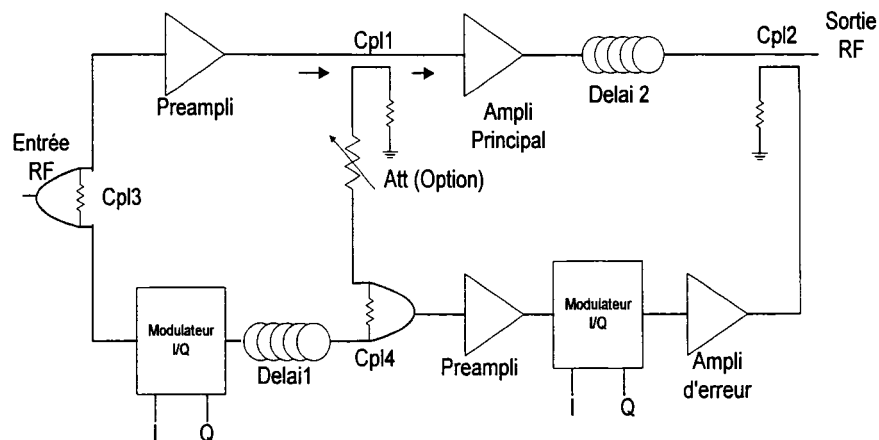 Cpl1
Cpl2
Sortie
RF
Preampli
Ampli
Principal
Delai 2
Entrée
RF
Cpl3
Att (Option)
Modulateur
I/Q
Delai1
Cpl4
Preampli
Modulateur
I/Q
Ampli
d'erreur
I
Q
I
Q